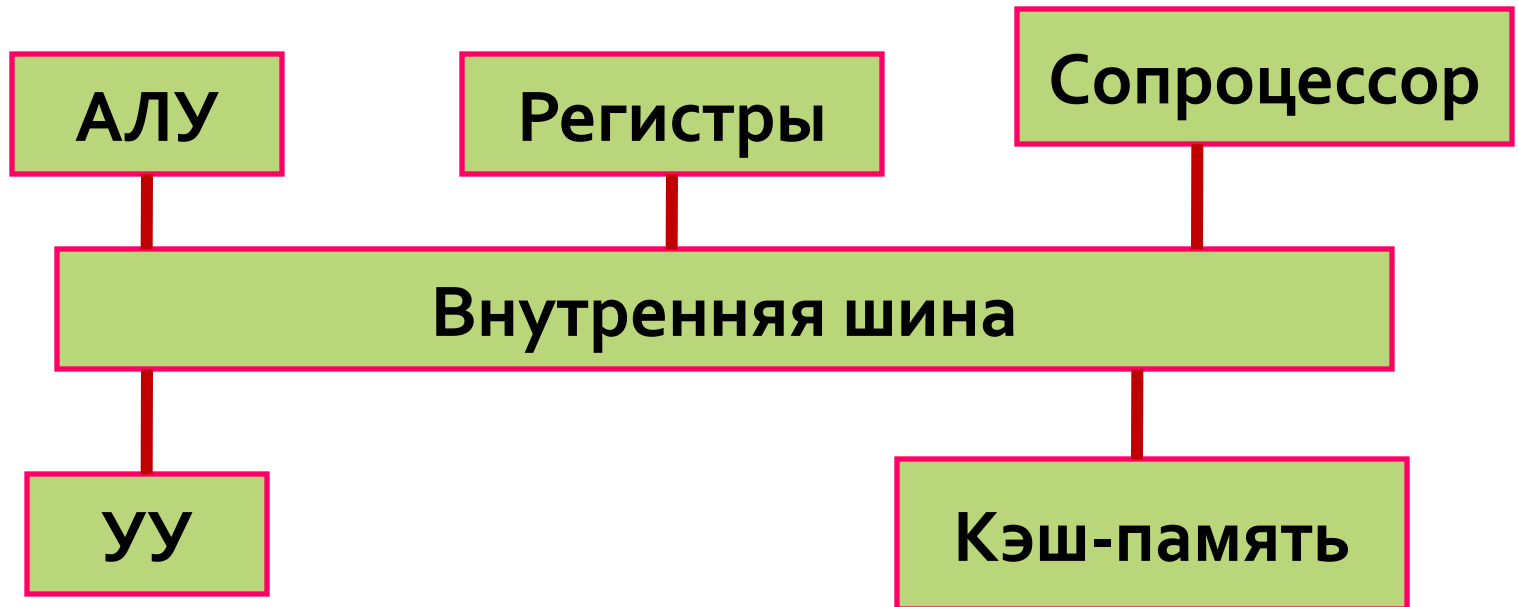 АЛУ
Регистры
Сопроцессор
Внутренняя шина
УУ
Кэш-память